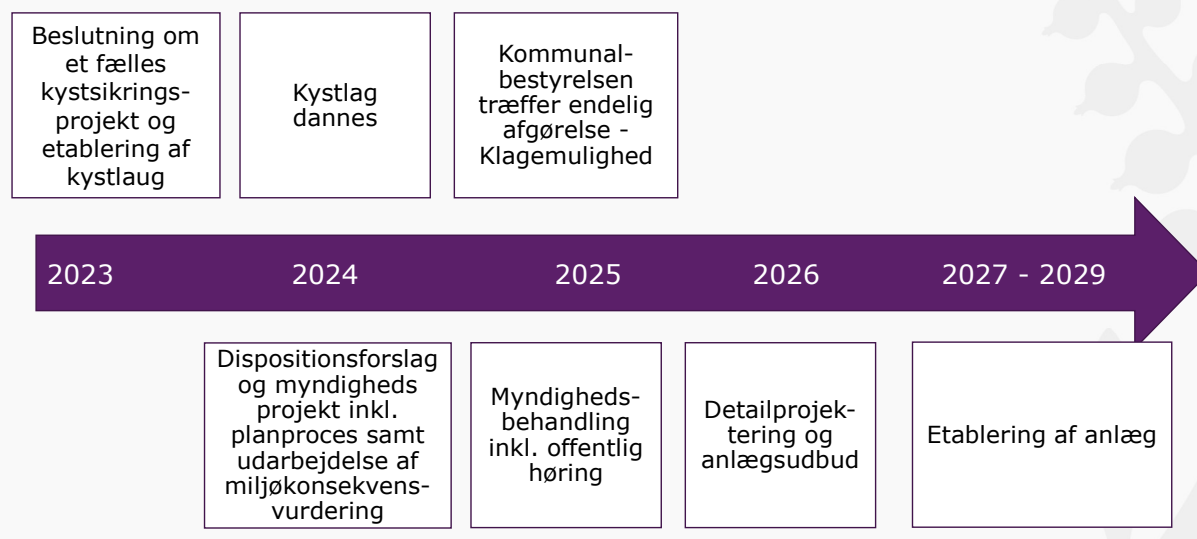 Beslutning om
et fælles
kystsikrings-
projekt og
etablering af
kystlaug
Kystlag
dannes
Kommunal-
bestyrelsen
træffer endelig
afgørelse -
Klagemulighed
2023
2024
2025
2026
2027 - 2029
Dispositionsforslag
og myndigheds
projekt inkl.
planproces samt
udarbejdelse af
miljøkonsekvens-
vurdering
Myndigheds-
behandling
inkl. offentlig
høring
Detailprojek-
tering og
anlægsudbud
Etablering af anlæg